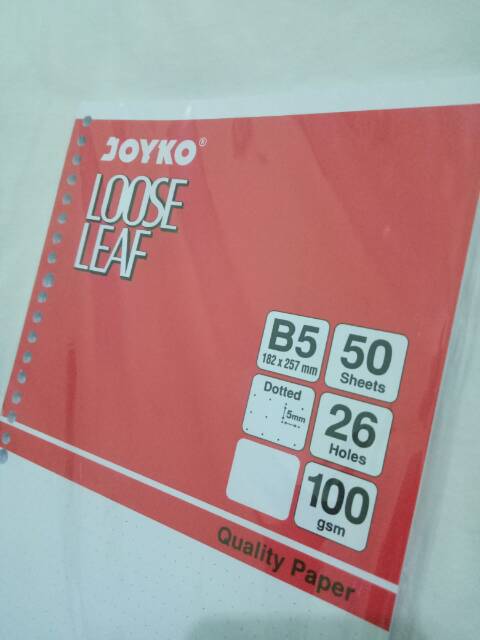 JOYKO®
LOOSE
LEAF
B5
182 x 257 mm
50
Sheets
Dotted
5mm
26
Holes
100
gsm
Quality Paper